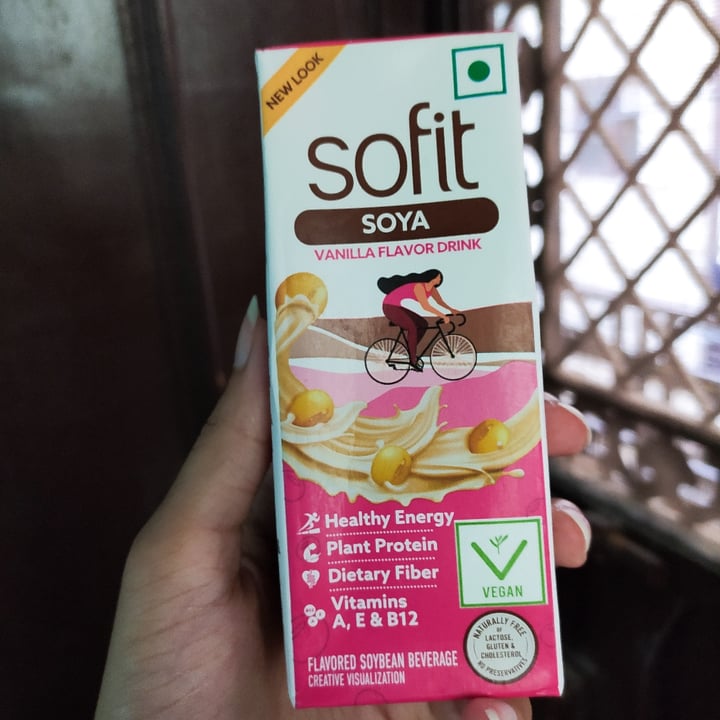 NEW LOOK
sofit
SOYA
VANILLA FLAVOR DRINK
Healthy Energy
Plant Protein
Dietary Fiber
Vitamins
A, E & B12
VEGAN
NATURALLY FREE
OF
LACTOSE,
GLUTEN &
CHOLESTEROL
NO PRESERVATIVES
FLAVORED SOYBEAN BEVERAGE
CREATIVE VISUALIZATION